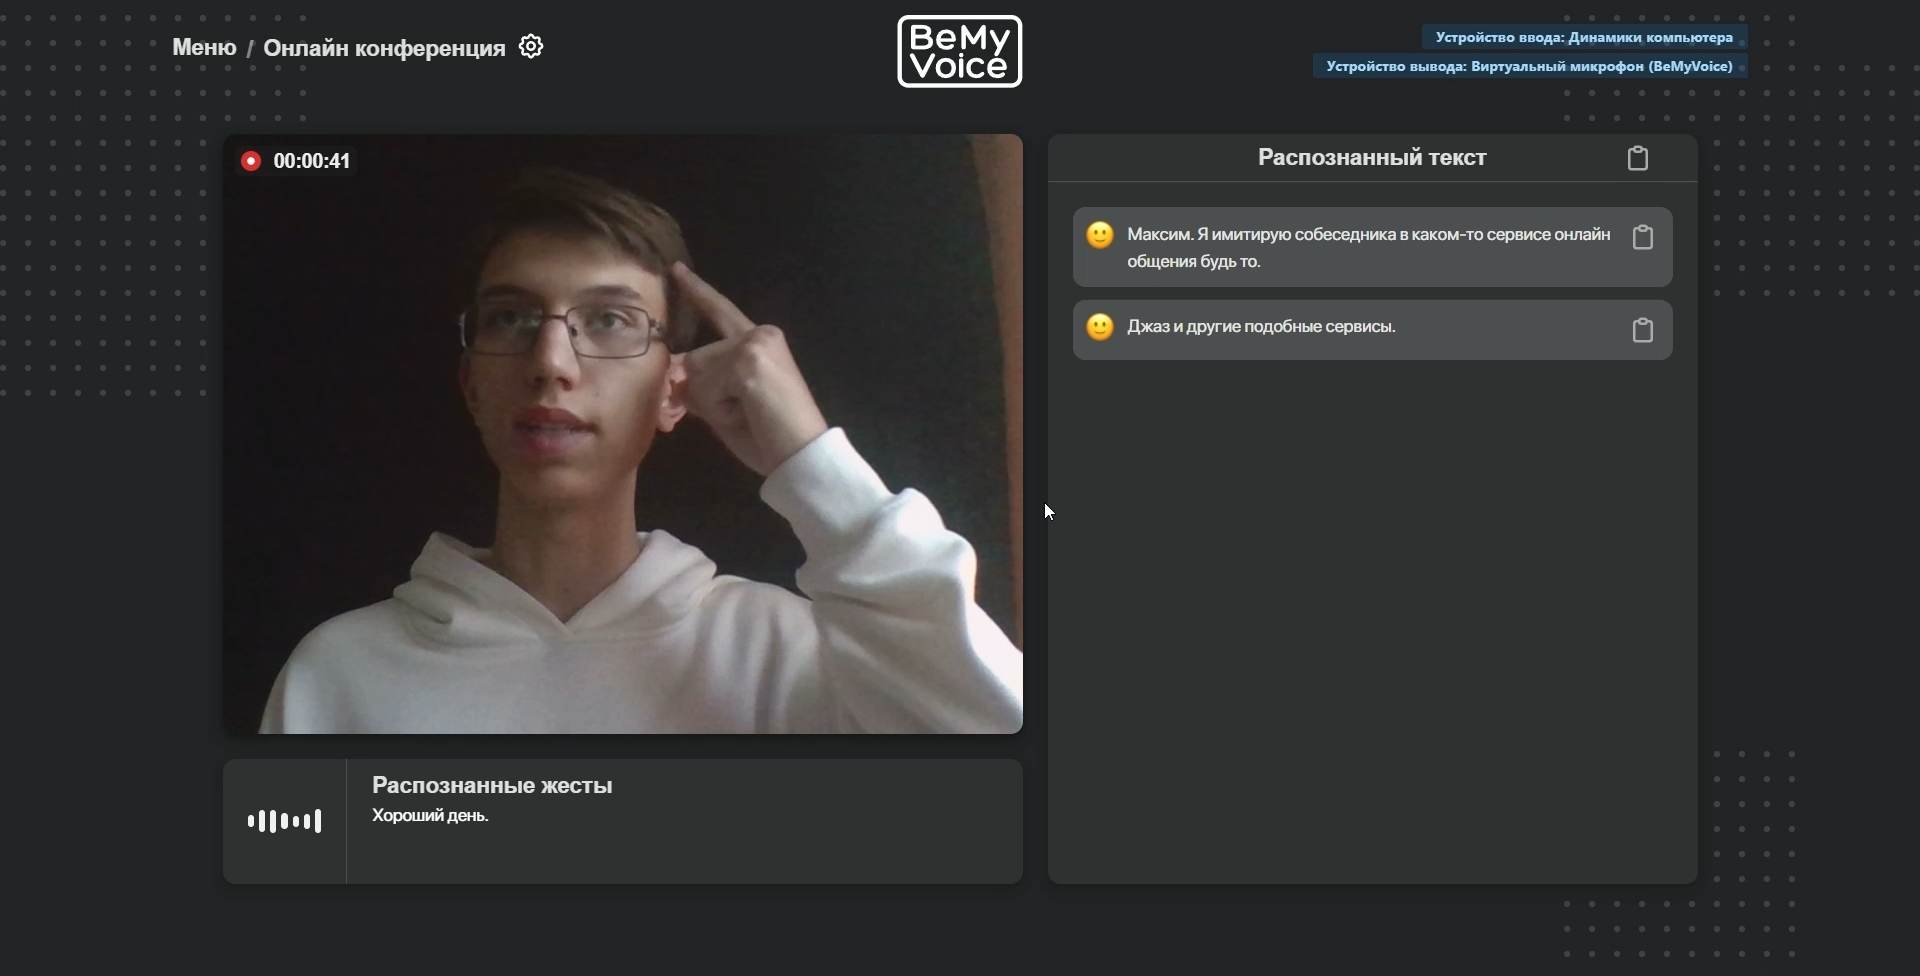 Меню / Онлайн конференция
BeMy
Voice
Устройство ввода: Динамики компьютера
Устройство вывода: Виртуальный микрофон (BeMyVoice)
00:00:41
Распознанный текст
Максим. Я имитирую собеседника в каком-то сервисе онлайн
общения будь то.
Джаз и другие подобные сервисы.
Распознанные жесты
Хороший день.